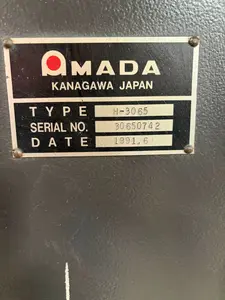 AMADA
KANAGAWA JAPAN
TYPE H-3065
SERIAL NO. 30650742
DATE 1991.6